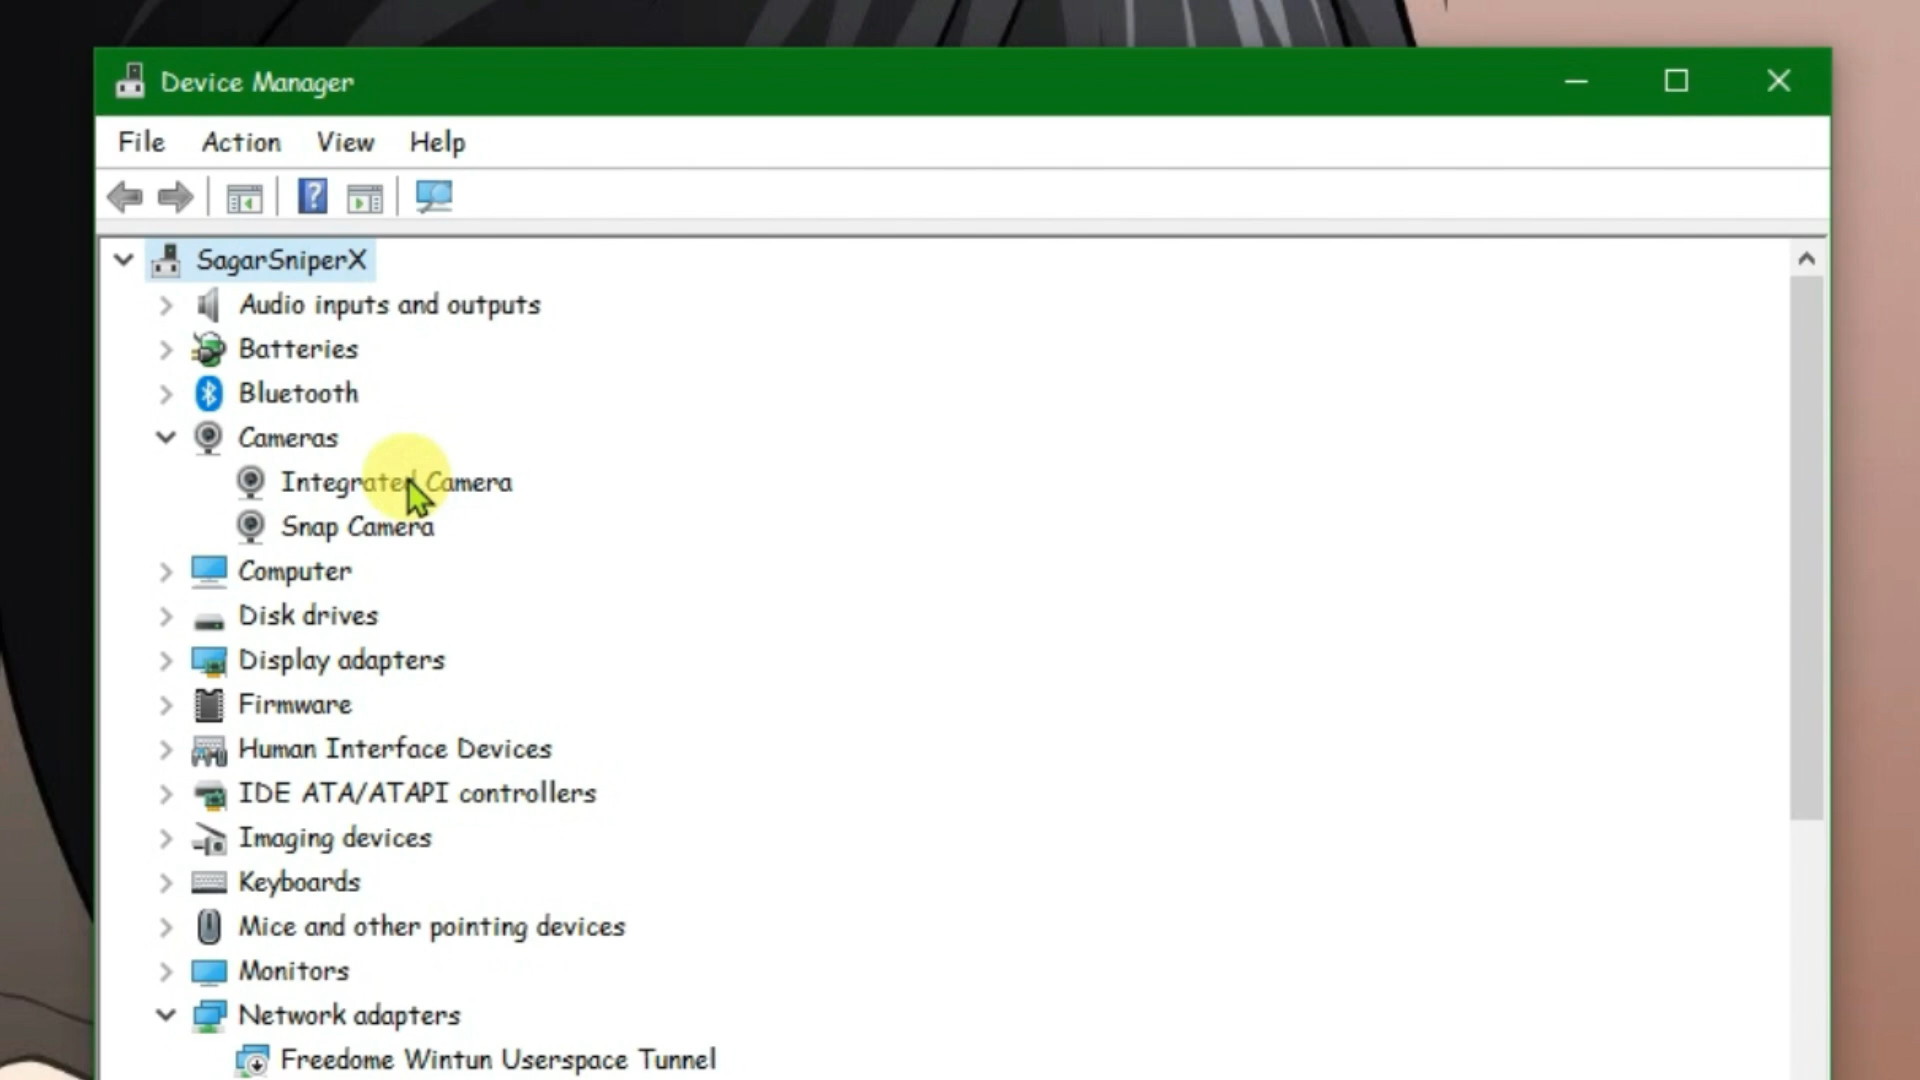 Device Manager
File Action View Help
SagarSniperX
Audio inputs and outputs
Batteries
Bluetooth
Cameras
Integrated Camera
Snap Camera
Computer
Disk drives
Display adapters
Firmware
Human Interface Devices
IDE ATA/ATAPI controllers
Imaging devices
Keyboards
Mice and other pointing devices
Monitors
Network adapters
Freedome Wintun Userspace Tunnel